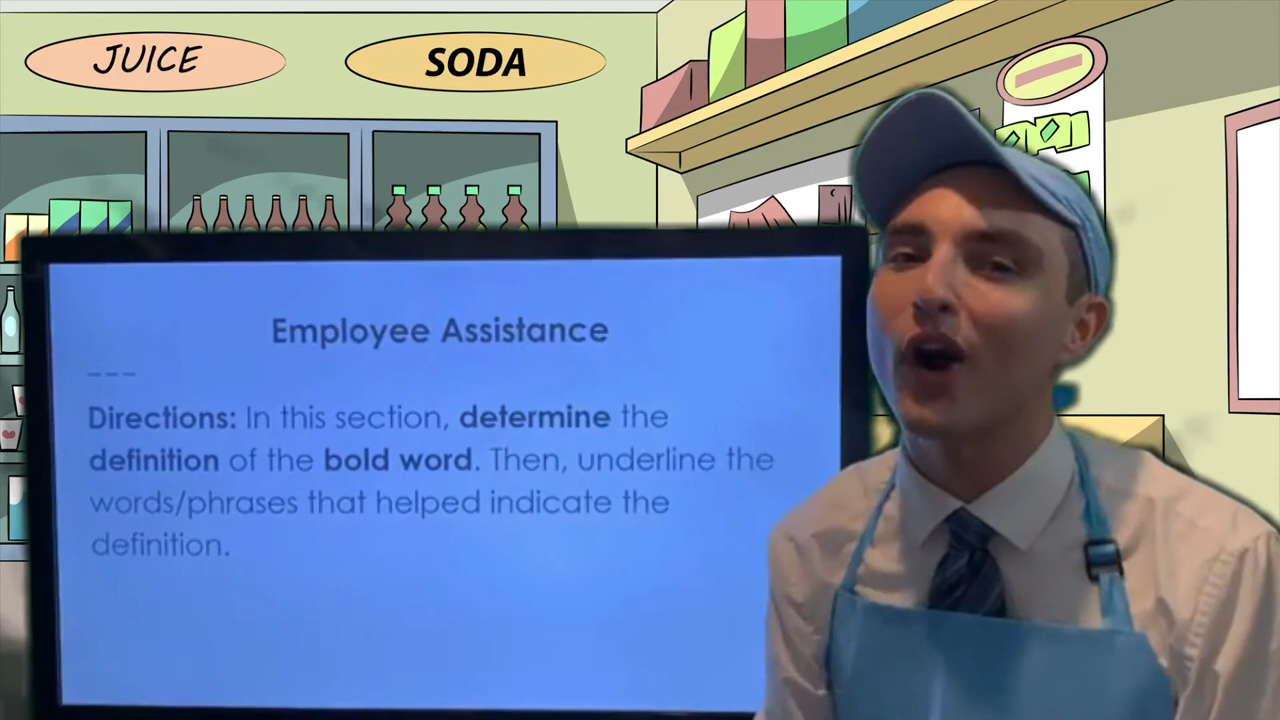 JUICE
SODA
Employee Assistance
---
Directions: In this section, determine the
definition of the bold word. Then, underline the
words/phrases that helped indicate the
definition.